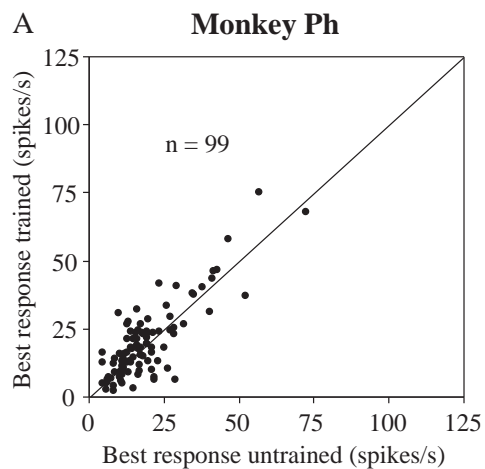 A
Monkey Ph
Best response trained (spikes/s)
125
100
75
50
25
0
n = 99
0 25 50 75 100 125
Best response untrained (spikes/s)